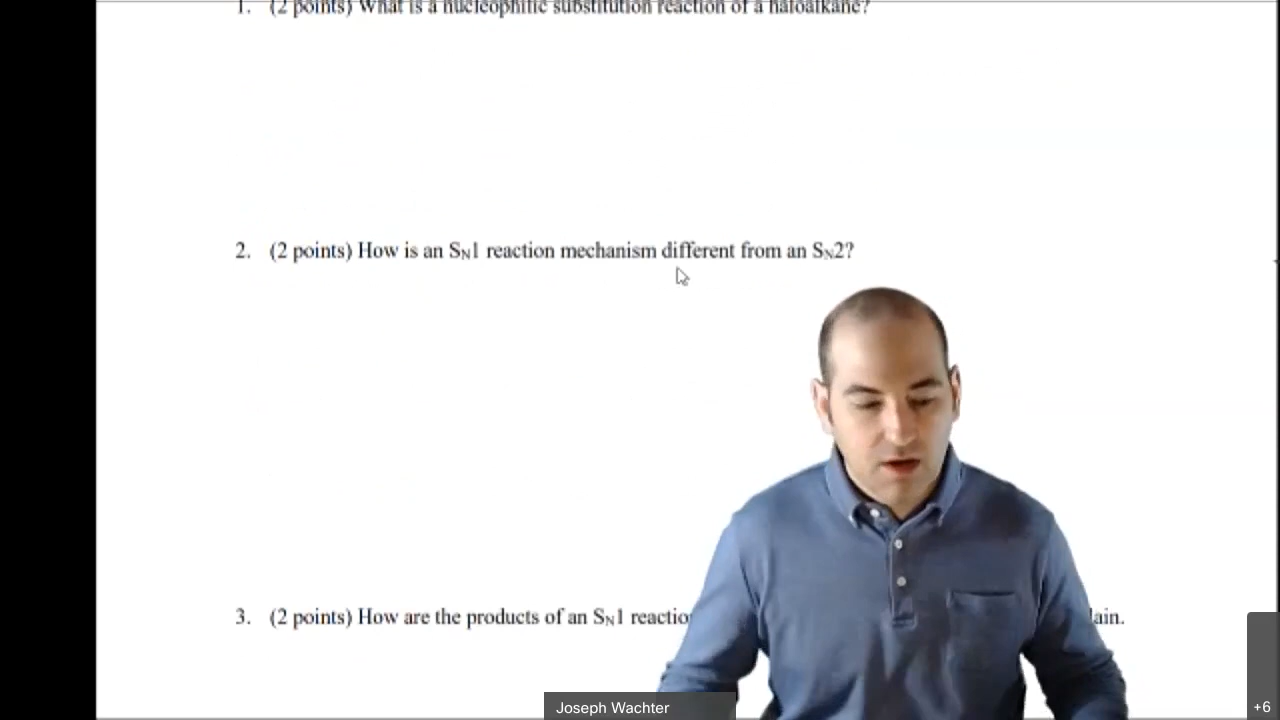 1. (2 points) What is a nucleophilic substitution reaction of a haloalkane?
2. (2 points) How is an SN1 reaction mechanism different from an SN2?
3. (2 points) How are the products of an SN1 reactio lain.
Joseph Wachter
+6